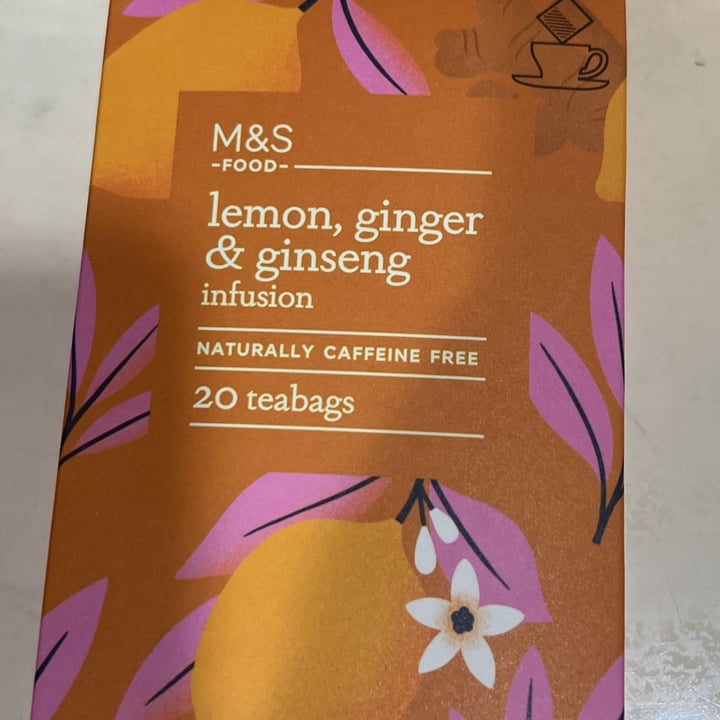 M&S
-FOOD-
lemon, ginger
& ginseng
infusion
NATURALLY CAFFEINE FREE
20 teabags